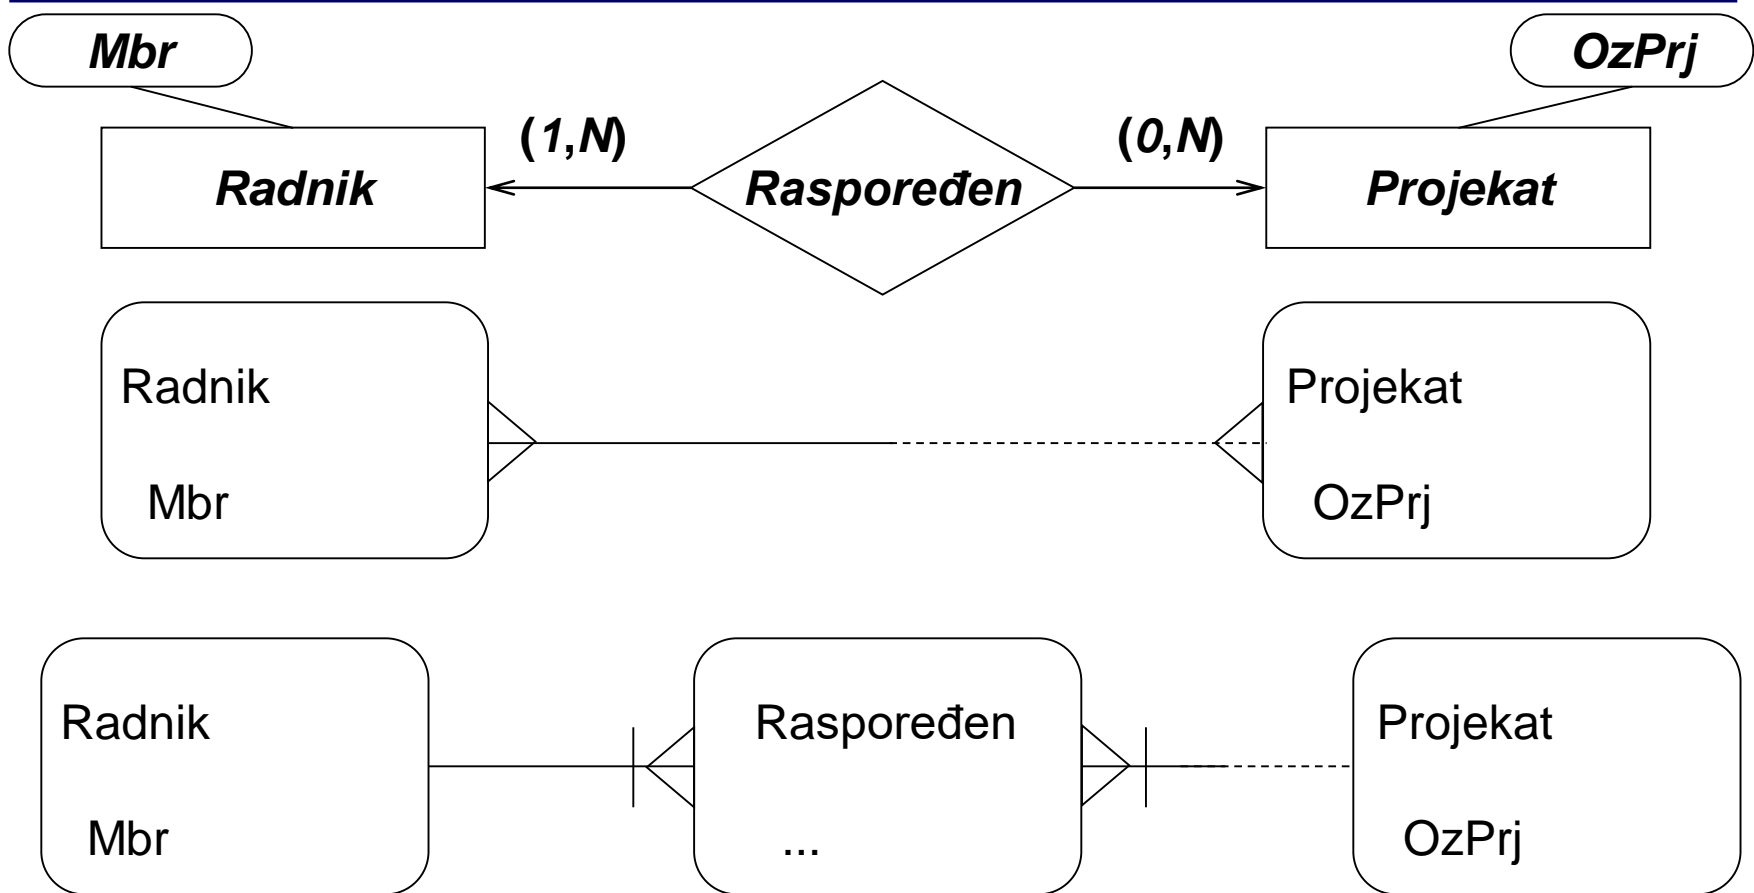 Mbr
OzPrj
(1,N)
(0,N)
Radnik
Raspoređen
Projekat
Radnik
Projekat
Mbr
OzPrj
Radnik
Raspoređen
Projekat
Mbr
...
OzPrj